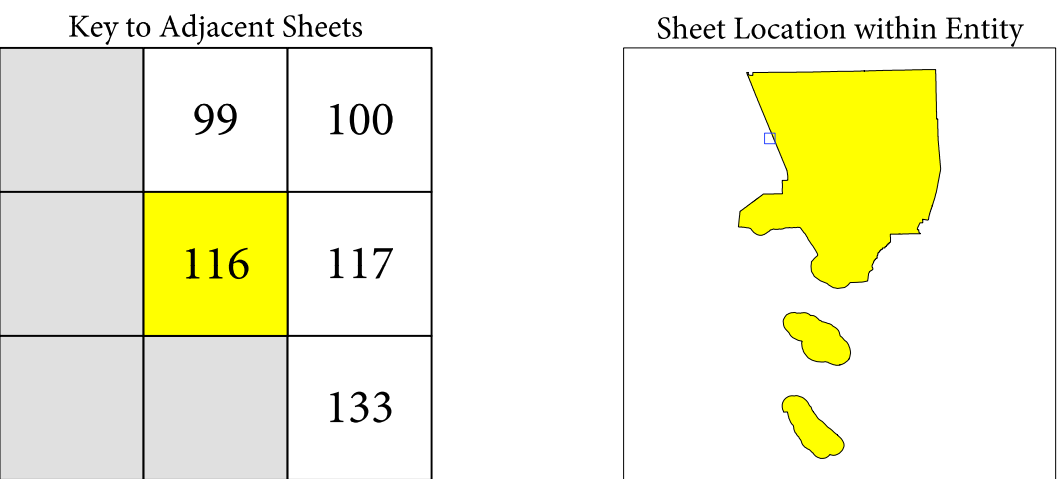 Key to Adjacent Sheets
99 100
116 117
133
Sheet Location within Entity